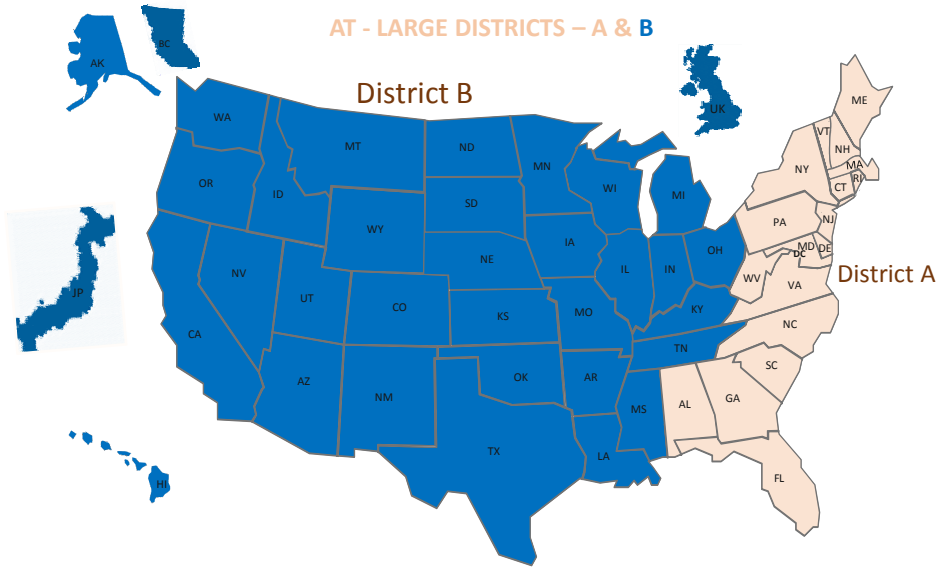 AT - LARGE DISTRICTS – A & B
District B
District A
BC
AK
UK
ME
WA
VT
MT
ND
NH
MN
MA
NY
WI
OR
RI
CT
MI
ID
SD
NJ
PA
WY
IA
MD
DE
OH
DC
NE
NV
IL
IN
WV
VA
UT
JP
CO
KY
MO
KS
NC
CA
TN
SC
OK
AR
AZ
NM
GA
AL
MS
TX
LA
FL
HI